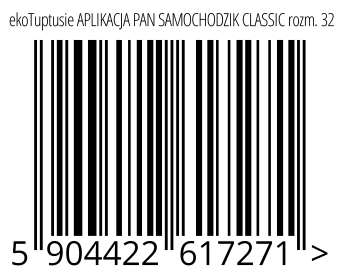 ekoTuptusie APLIKACJA PAN SAMOCHODZIK CLASSIC rozm. 32
5 904422 617271 >